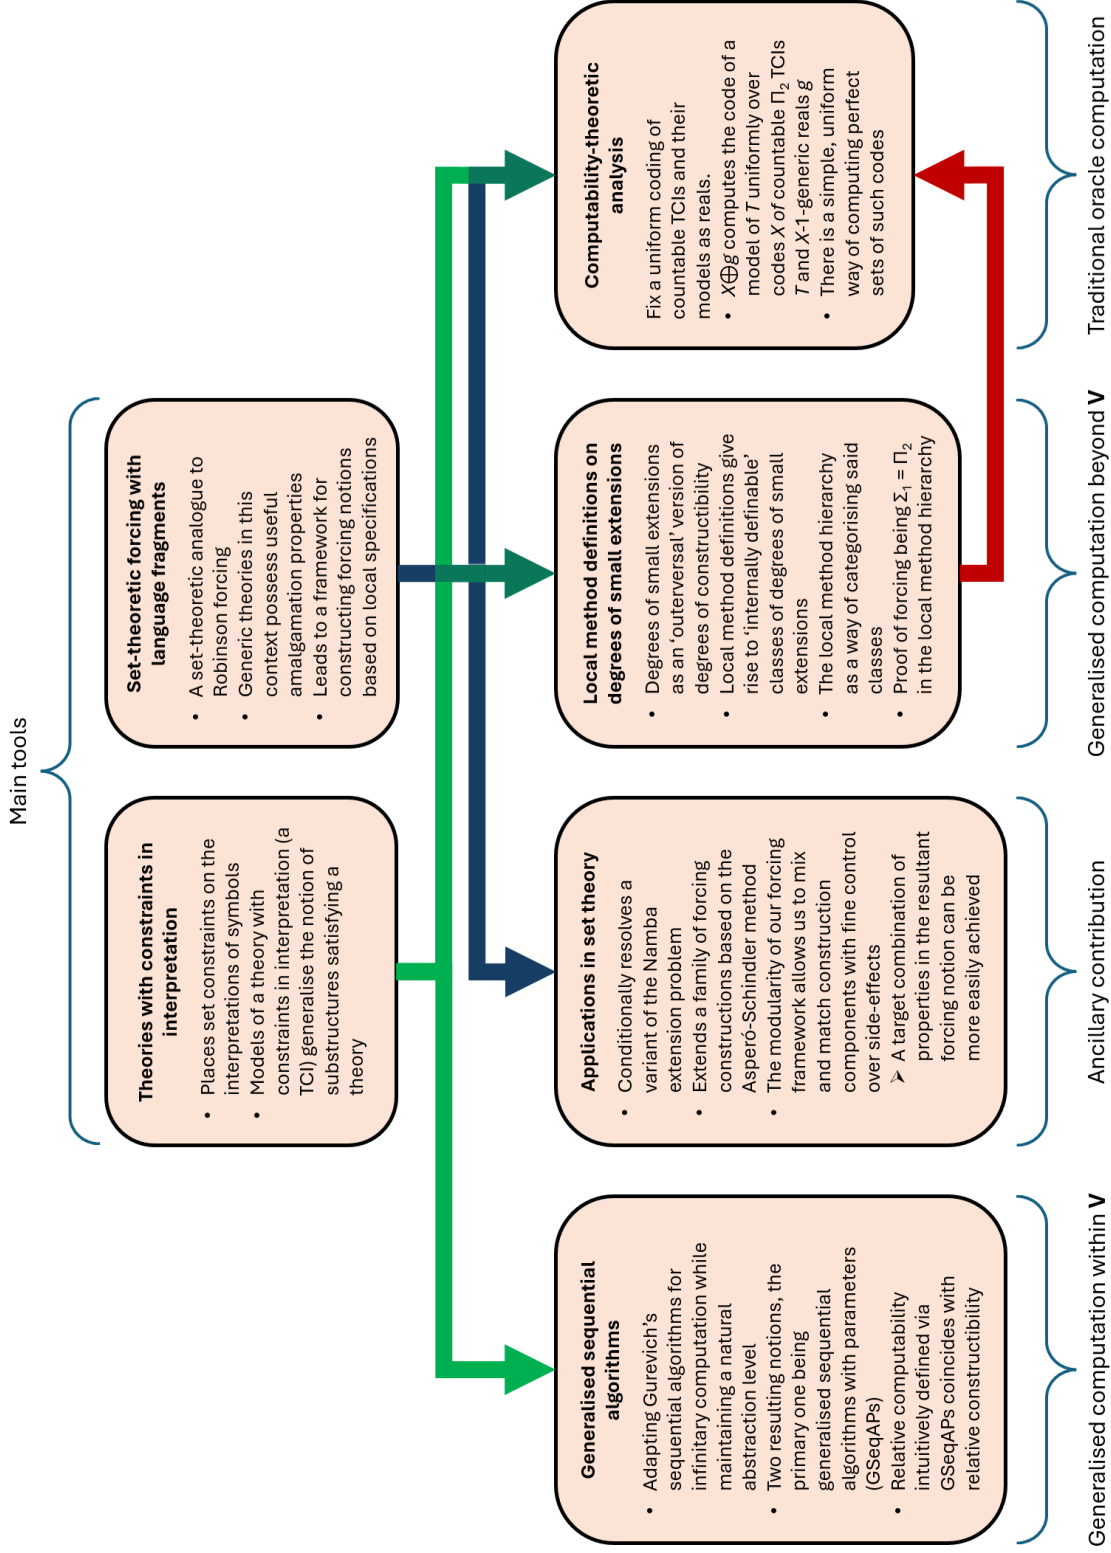 Main tools
Theories with constraints in
interpretation
• Places set constraints on the
interpretations of symbols
• Models of a theory with
constraints in interpretation (a
TCI) generalise the notion of
substructures satisfying a
theory
Set-theoretic forcing with
language fragments
• A set-theoretic analogue to
Robinson forcing
• Generic theories in this
context possess useful
amalgamation properties
• Leads to a framework for
constructing forcing notions
based on local specifications
Generalised sequential
algorithms
• Adapting Gurevich’s
sequential algorithms for
infinitary computation while
maintaining a natural
abstraction level
• Two resulting notions, the
primary one being
generalised sequential
algorithms with parameters
(GSeqAPs)
• Relative computability
intuitively defined via
GSeqAPs coincides with
relative constructibility
Applications in set theory
• Conditionally resolves a
variant of the Namba
extension problem
• Extends a family of forcing
constructions based on the
Asperó-Schindler method
• The modularity of our forcing
framework allows us to mix
and match construction
components with fine control
over side-effects
➢ A target combination of
properties in the resultant
forcing notion can be
more easily achieved
Local method definitions on
degrees of small extensions
• Degrees of small extensions
as an ‘outerversal’ version of
degrees of constructibility
• Local method definitions give
rise to ‘internally definable’
classes of degrees of small
extensions
• The local method hierarchy
as a way of categorising said
classes
• Proof of forcing being Σ₁ = Π₂
in the local method hierarchy
Computability-theoretic
analysis
Fix a uniform coding of
countable TCIs and their
models as reals.
• X⊕g computes the code of a
model of T uniformly over
codes X of countable Π₂ TCIs
T and X-1-generic reals g
• There is a simple, uniform
way of computing perfect
sets of such codes
Generalised computation within V
Ancillary contribution
Generalised computation beyond V
Traditional oracle computation